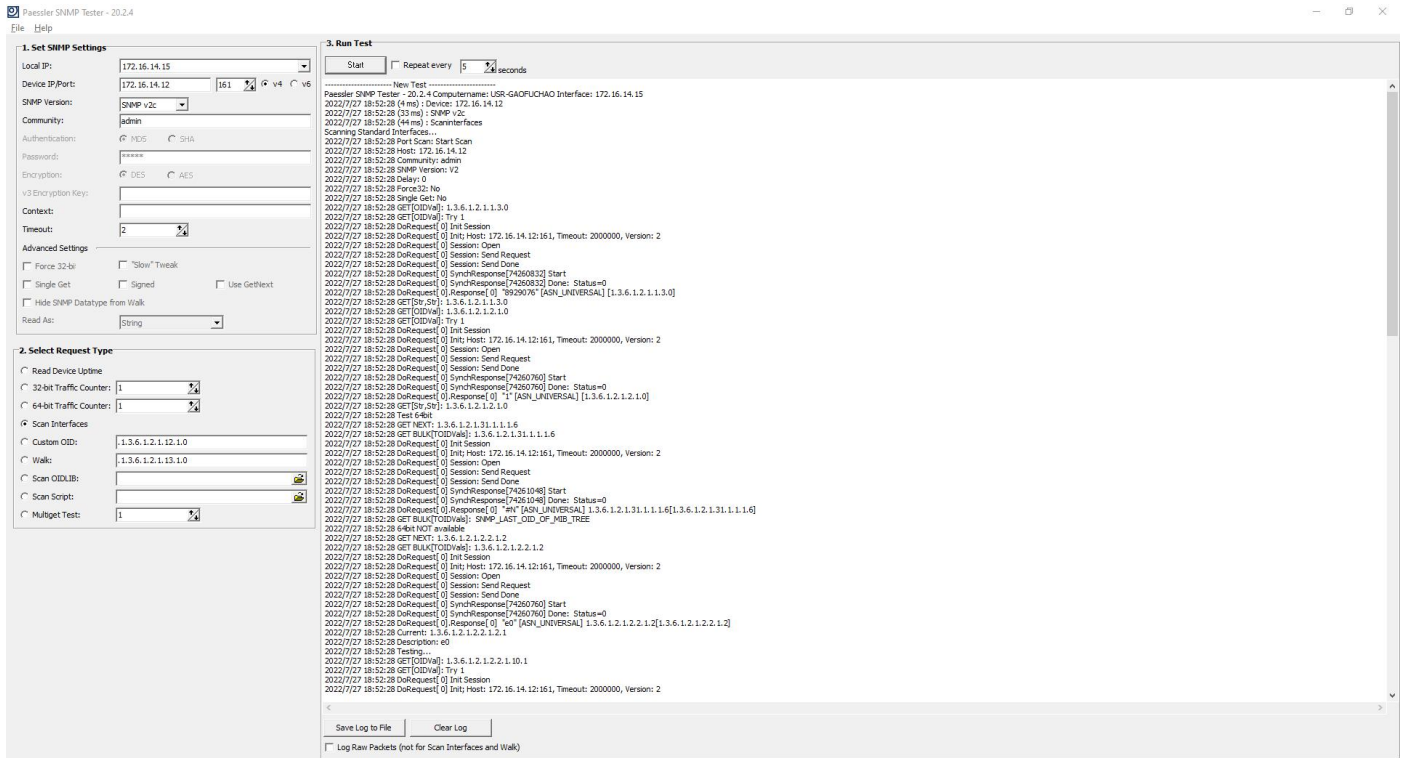 Paessler SNMP Tester - 20.2.4
File Help
1. Set SNMP Settings
Local IP: 172.16.14.15
Device IP/Port: 172.16.14.12 161 v4 v6
SNMP Version: SNMP v2c
Community: admin
Authentication: MD5 SHA
Password: *****
Encryption: DES AES
v3 Encryption Key:
Context:
Timeout: 2
Advanced Settings
Force 32-bit "Slow" Tweak
Single Get Signed Use GetNext
Hide SNMP Datatype from Walk
Read As: String
2. Select Request Type
Read Device Uptime
32-bit Traffic Counter: 1
64-bit Traffic Counter: 1
Scan Interfaces
Custom OID: .1.3.6.1.2.1.12.1.0
Walk: .1.3.6.1.2.1.13.1.0
Scan OIDLIB:
Scan Script:
Multiget Test: 1
3. Run Test
Start Repeat every 5 seconds
----------------------- New Test -----------------------
Paessler SNMP Tester - 20.2.4 Computername: USR-GAOFUCHAO Interface: 172.16.14.15
2022/7/27 18:52:28 (4 ms) : Device: 172.16.14.12
2022/7/27 18:52:28 (33 ms) : SNMP v2c
2022/7/27 18:52:28 (44 ms) : Scaninterfaces
Scanning Standard Interfaces...
2022/7/27 18:52:28 Port Scan: Start Scan
2022/7/27 18:52:28 Host: 172.16.14.12
2022/7/27 18:52:28 Community: admin
2022/7/27 18:52:28 SNMP Version: V2
2022/7/27 18:52:28 Delay: 0
2022/7/27 18:52:28 Force32: No
2022/7/27 18:52:28 Single Get: No
2022/7/27 18:52:28 GET[OIDVal]: 1.3.6.1.2.1.1.3.0
2022/7/27 18:52:28 GET[OIDVal]: Try 1
2022/7/27 18:52:28 DoRequest[ 0] Init Session
2022/7/27 18:52:28 DoRequest[ 0] Init; Host: 172.16.14.12:161, Timeout: 2000000, Version: 2
2022/7/27 18:52:28 DoRequest[ 0] Session: Open
2022/7/27 18:52:28 DoRequest[ 0] Session: Send Request
2022/7/27 18:52:28 DoRequest[ 0] Session: Send Done
2022/7/27 18:52:28 DoRequest[ 0] SynchResponse[74260832] Start
2022/7/27 18:52:28 DoRequest[ 0] SynchResponse[74260832] Done: Status=0
2022/7/27 18:52:28 DoRequest[ 0].Response[ 0] "8929076" [ASN_UNIVERSAL] [1.3.6.1.2.1.1.3.0]
2022/7/27 18:52:28 GET[Str,Str]: 1.3.6.1.2.1.1.3.0
2022/7/27 18:52:28 GET[OIDVal]: 1.3.6.1.2.1.2.1.0
2022/7/27 18:52:28 GET[OIDVal]: Try 1
2022/7/27 18:52:28 DoRequest[ 0] Init Session
2022/7/27 18:52:28 DoRequest[ 0] Init; Host: 172.16.14.12:161, Timeout: 2000000, Version: 2
2022/7/27 18:52:28 DoRequest[ 0] Session: Open
2022/7/27 18:52:28 DoRequest[ 0] Session: Send Request
2022/7/27 18:52:28 DoRequest[ 0] Session: Send Done
2022/7/27 18:52:28 DoRequest[ 0] SynchResponse[74260760] Start
2022/7/27 18:52:28 DoRequest[ 0] SynchResponse[74260760] Done: Status=0
2022/7/27 18:52:28 DoRequest[ 0].Response[ 0] "1" [ASN_UNIVERSAL] [1.3.6.1.2.1.2.1.0]
2022/7/27 18:52:28 GET[Str,Str]: 1.3.6.1.2.1.2.1.0
2022/7/27 18:52:28 Test 64bit
2022/7/27 18:52:28 GET NEXT: 1.3.6.1.2.1.31.1.1.1.6
2022/7/27 18:52:28 GET BULK[TOIDVals]: 1.3.6.1.2.1.31.1.1.1.6
2022/7/27 18:52:28 DoRequest[ 0] Init Session
2022/7/27 18:52:28 DoRequest[ 0] Init; Host: 172.16.14.12:161, Timeout: 2000000, Version: 2
2022/7/27 18:52:28 DoRequest[ 0] Session: Open
2022/7/27 18:52:28 DoRequest[ 0] Session: Send Request
2022/7/27 18:52:28 DoRequest[ 0] Session: Send Done
2022/7/27 18:52:28 DoRequest[ 0] SynchResponse[74261048] Start
2022/7/27 18:52:28 DoRequest[ 0] SynchResponse[74261048] Done: Status=0
2022/7/27 18:52:28 DoRequest[ 0].Response[ 0] "#N" [ASN_UNIVERSAL] 1.3.6.1.2.1.31.1.1.1.6[1.3.6.1.2.1.31.1.1.1.6]
2022/7/27 18:52:28 GET BULK[TOIDVals]: SNMP_LAST_OID_OF_MIB_TREE
2022/7/27 18:52:28 64bit NOT available
2022/7/27 18:52:28 GET NEXT: 1.3.6.1.2.1.2.2.1.2
2022/7/27 18:52:28 GET BULK[TOIDVals]: 1.3.6.1.2.1.2.2.1.2
2022/7/27 18:52:28 DoRequest[ 0] Init Session
2022/7/27 18:52:28 DoRequest[ 0] Init; Host: 172.16.14.12:161, Timeout: 2000000, Version: 2
2022/7/27 18:52:28 DoRequest[ 0] Session: Open
2022/7/27 18:52:28 DoRequest[ 0] Session: Send Request
2022/7/27 18:52:28 DoRequest[ 0] Session: Send Done
2022/7/27 18:52:28 DoRequest[ 0] SynchResponse[74260760] Start
2022/7/27 18:52:28 DoRequest[ 0] SynchResponse[74260760] Done: Status=0
2022/7/27 18:52:28 DoRequest[ 0].Response[ 0] "e0" [ASN_UNIVERSAL] 1.3.6.1.2.1.2.2.1.2[1.3.6.1.2.1.2.2.1.2]
2022/7/27 18:52:28 Current: 1.3.6.1.2.1.2.2.1.2.1
2022/7/27 18:52:28 Description: e0
2022/7/27 18:52:28 Testing...
2022/7/27 18:52:28 GET[OIDVal]: 1.3.6.1.2.1.2.2.1.10.1
2022/7/27 18:52:28 GET[OIDVal]: Try 1
2022/7/27 18:52:28 DoRequest[ 0] Init Session
2022/7/27 18:52:28 DoRequest[ 0] Init; Host: 172.16.14.12:161, Timeout: 2000000, Version: 2
Save Log to File Clear Log
Log Raw Packets (not for Scan Interfaces and Walk)